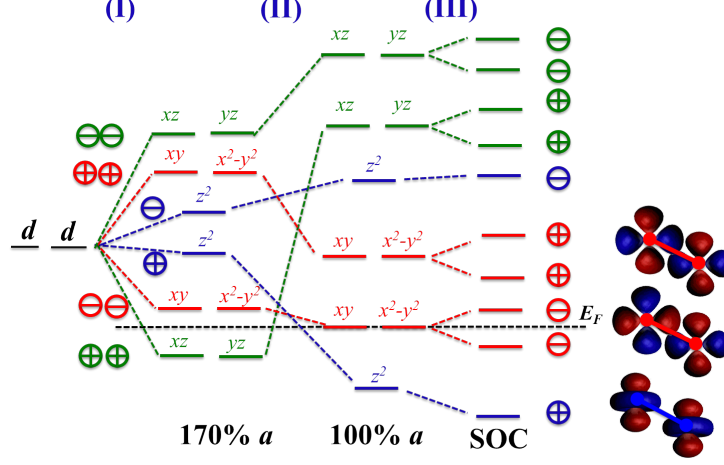 (I) (II) (III)
xz yz
xz yz xz yz
xy x²-y² z²
z² xy x²-y²
d d z²
xy x²-y² xy x²-y²
E_F
xz yz z²
170% a 100% a SOC